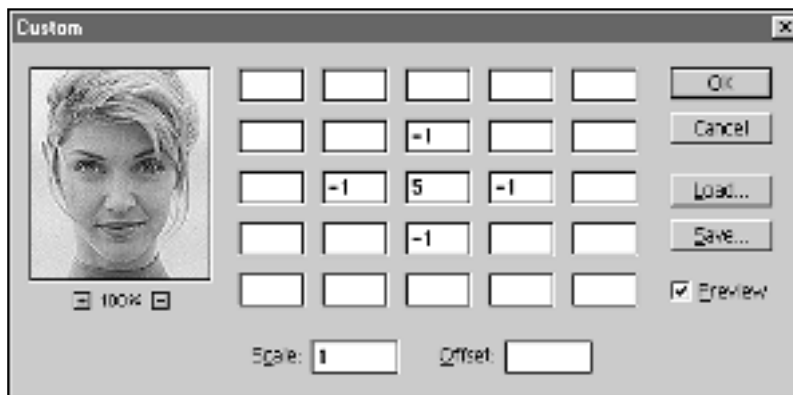 Custom
OK
-1
Cancel
-1 5 -1
Load...
-1
Save...
Preview
100%
Scale: 1 Offset: